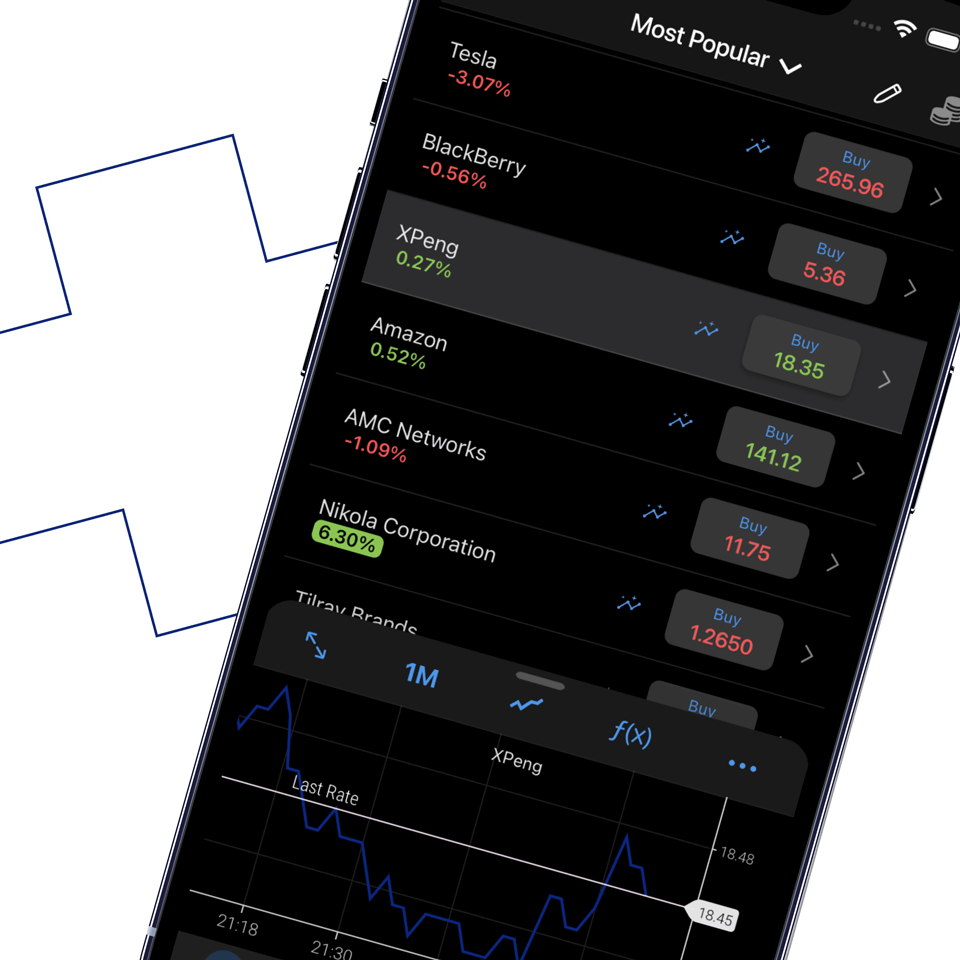 Most Popular
Tesla
-3.07%
Buy
265.96
BlackBerry
-0.56%
Buy
5.36
XPeng
0.27%
Buy
18.35
Amazon
0.52%
Buy
141.12
AMC Networks
-1.09%
Buy
11.75
Nikola Corporation
6.30%
Buy
1.2650
Tilray Brands
Buy
1M
f(x)
XPeng
Last Rate
18.48
18.45
21:18
21:30